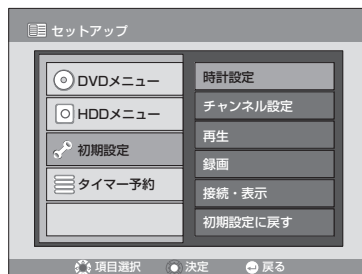 セットアップ
DVDメニュー
HDDメニュー
初期設定
タイマー予約
時計設定
チャンネル設定
再生
録画
接続・表示
初期設定に戻す
項目選択 決定 戻る